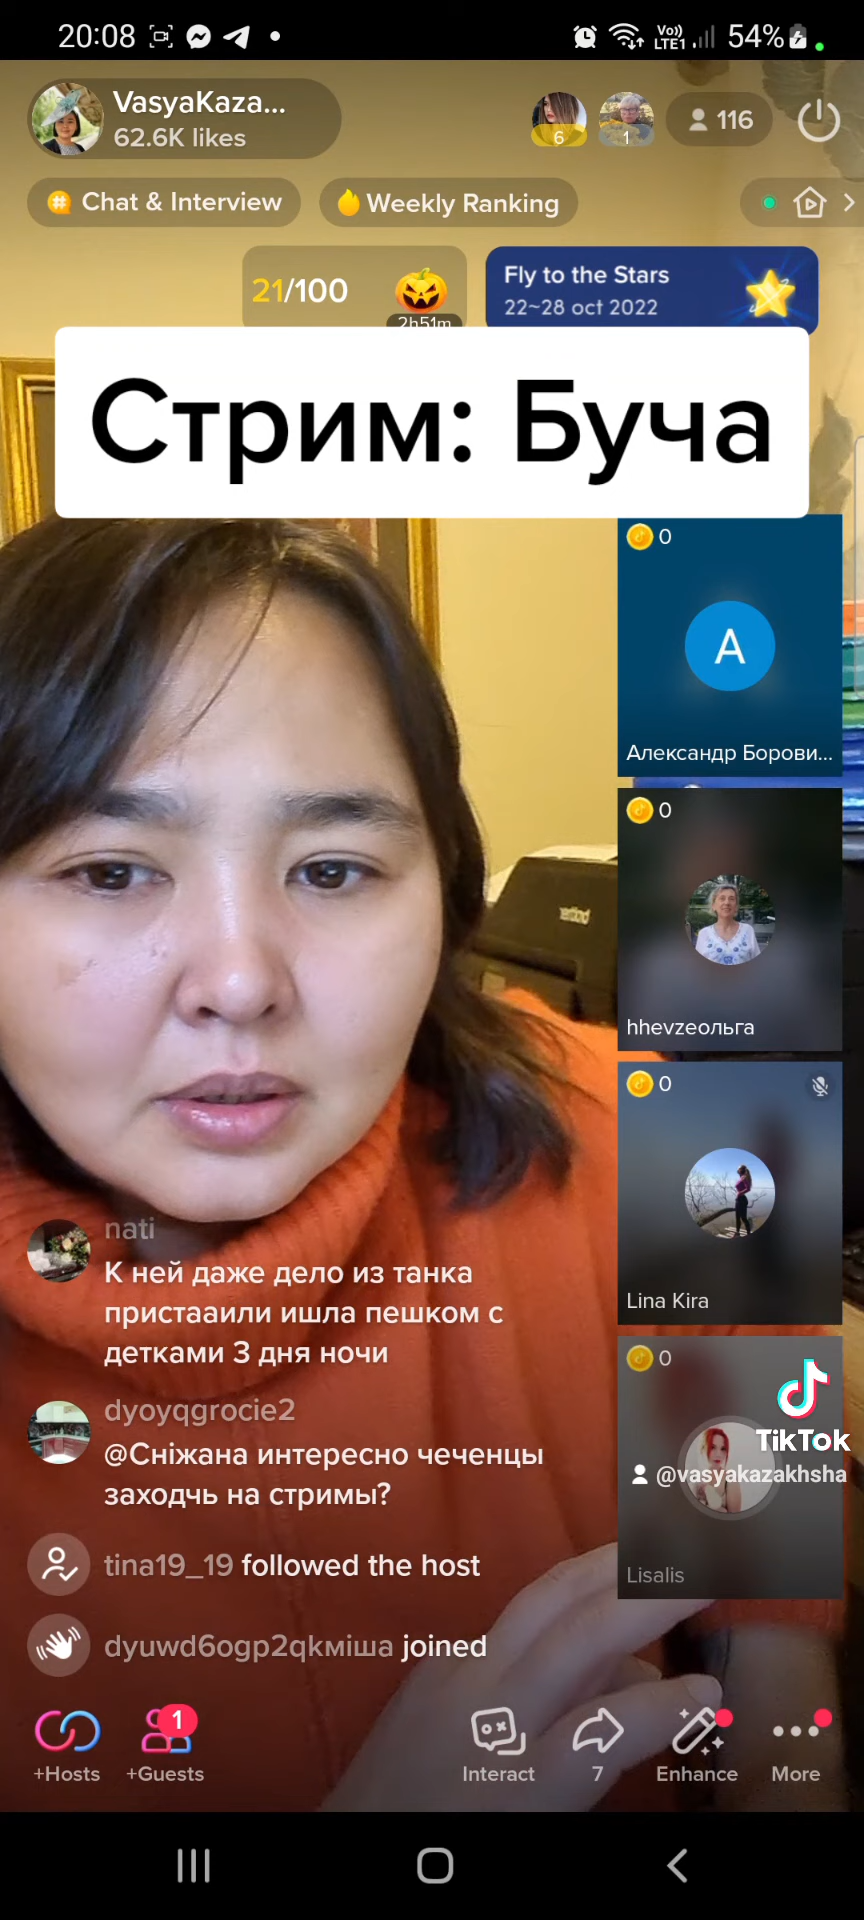 20:08
Vo))
LTE1
54%
VasyaKaza...
62.6K likes
6
1
116
Chat & Interview
Weekly Ranking
21/100
2h51m
Fly to the Stars
22~28 oct 2022
Стрим: Буча
0
A
Александр Борови...
0
hhevzeольга
0
Lina Kira
0
TikTok
@vasyakazakhsha
Lisalis
nati
К ней даже дело из танка
пристааили ишла пешком с
детками 3 дня ночи
dyoyqgrocie2
@Сніжана интересно чеченцы
заходчь на стримы?
tina19_19 followed the host
dyuwd6ogp2qkміша joined
1
+Hosts
+Guests
Interact
7
Enhance
More